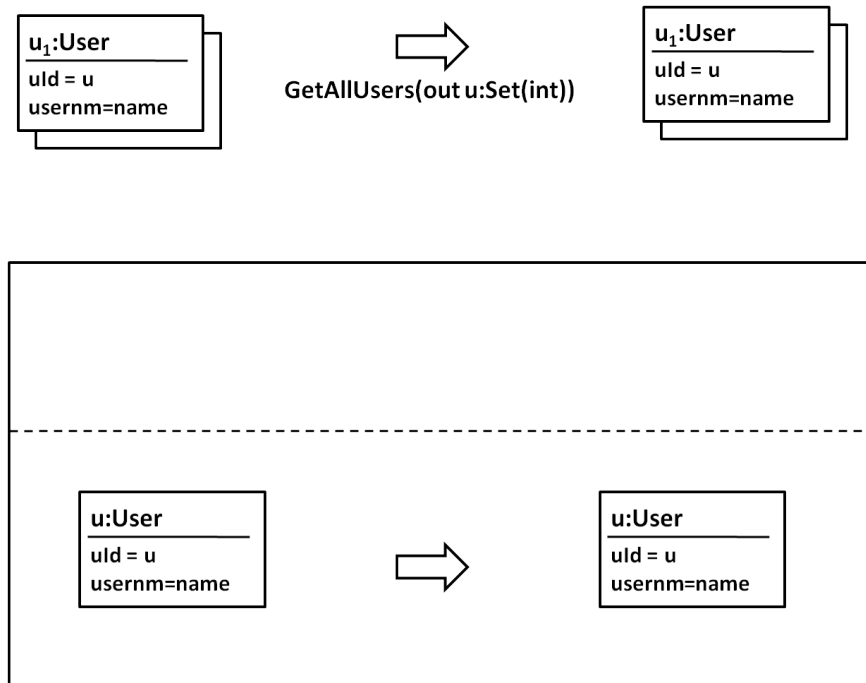 u₁:User
uId = u
usernm=name
GetAllUsers(out u:Set(int))
u₁:User
uId = u
usernm=name
u:User
uId = u
usernm=name
u:User
uId = u
usernm=name